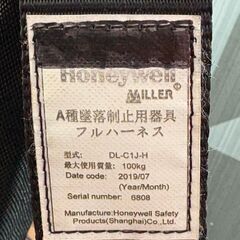 Honeywell
MILLER®
A種墜落制止用器具
フルハーネス
型式: DL-C1J-H
最大使用質量: 100kg
Date code: 2019/07
(Year/Month)
Serial number: 6808
Manufacture:Honeywell Safety
Products(Shanghai)Co.,Ltd.